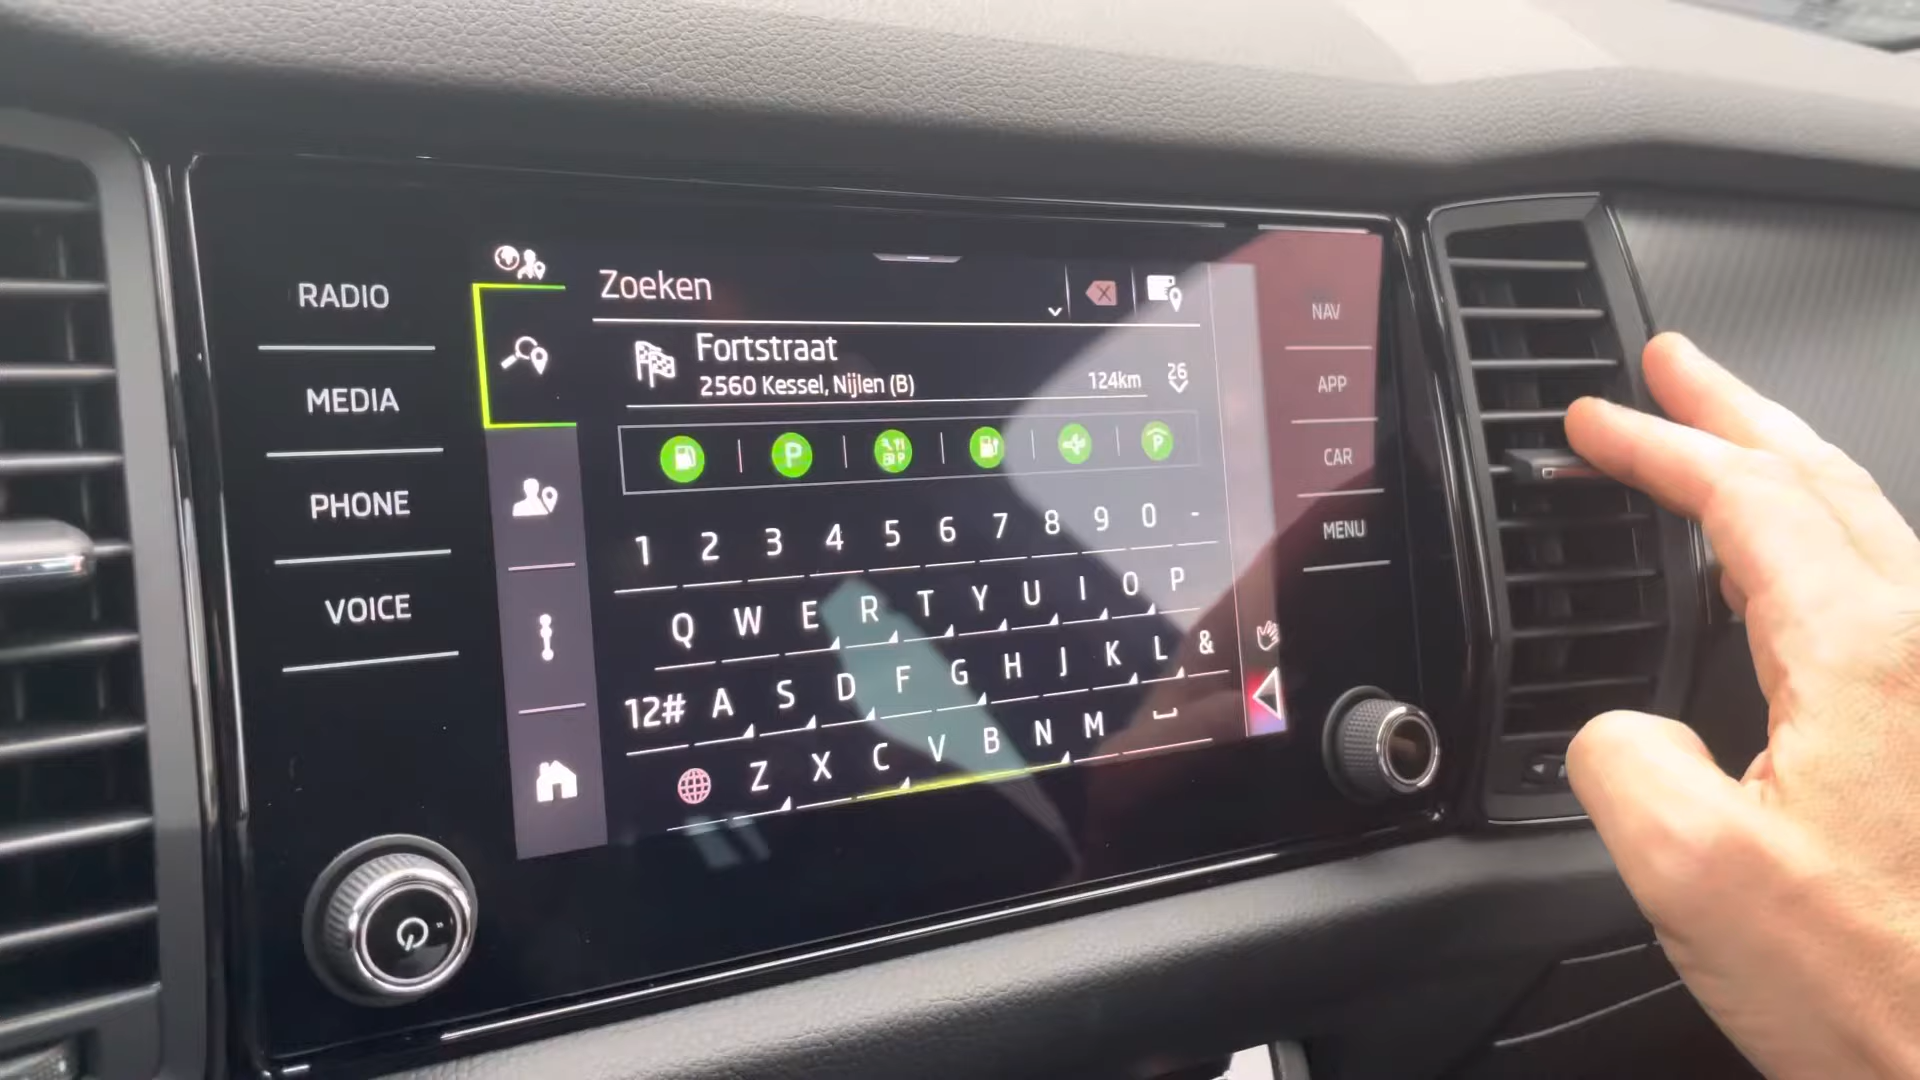 RADIO
MEDIA
PHONE
VOICE
Zoeken
Fortstraat
2560 Kessel, Nijlen (B)
124km
26
P
P
P
1 2 3 4 5 6 7 8 9 0 -
Q W E R T Y U I O P
12# A S D F G H J K L &
Z X C V B N M
NAV
APP
CAR
MENU